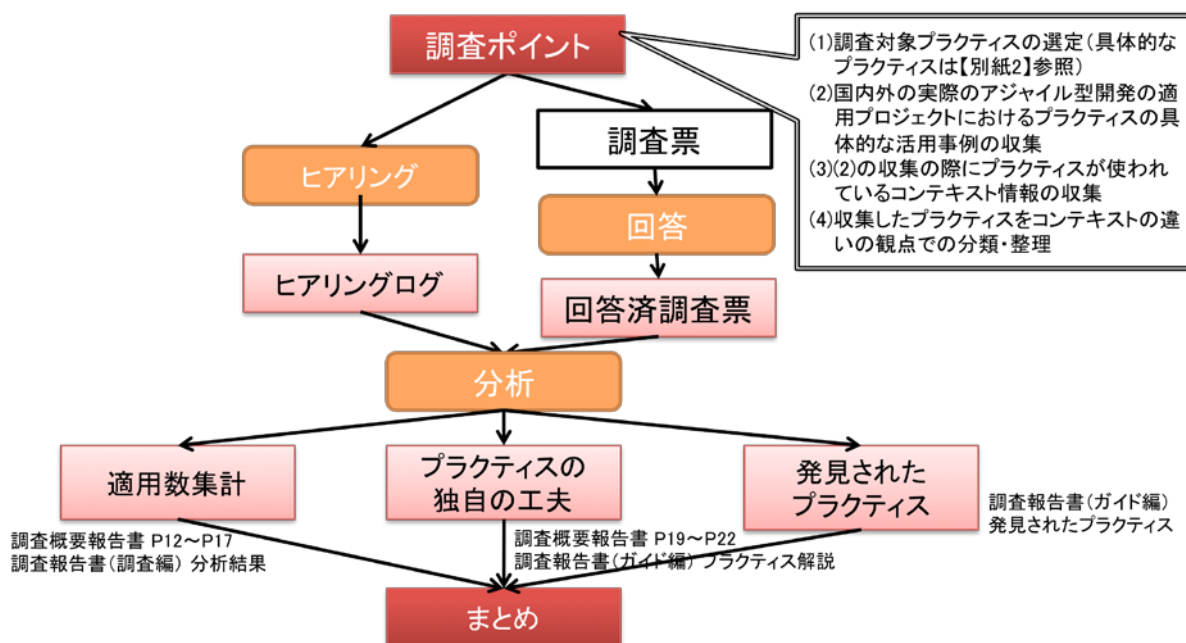 調査ポイント
(1)調査対象プラクティスの選定(具体的な
プラクティスは【別紙2】参照)
(2)国内外の実際のアジャイル型開発の適
用プロジェクトにおけるプラクティスの具
体的な活用事例の収集
(3)(2)の収集の際にプラクティスが使われ
ているコンテキスト情報の収集
(4)収集したプラクティスをコンテキストの違
いの観点での分類・整理
調査票
ヒアリング
回答
ヒアリングログ
回答済調査票
分析
適用数集計
プラクティスの
独自の工夫
発見された
プラクティス
調査概要報告書 P12～P17
調査報告書(調査編) 分析結果
調査概要報告書 P19～P22
調査報告書(ガイド編) プラクティス解説
調査報告書(ガイド編)
発見されたプラクティス
まとめ